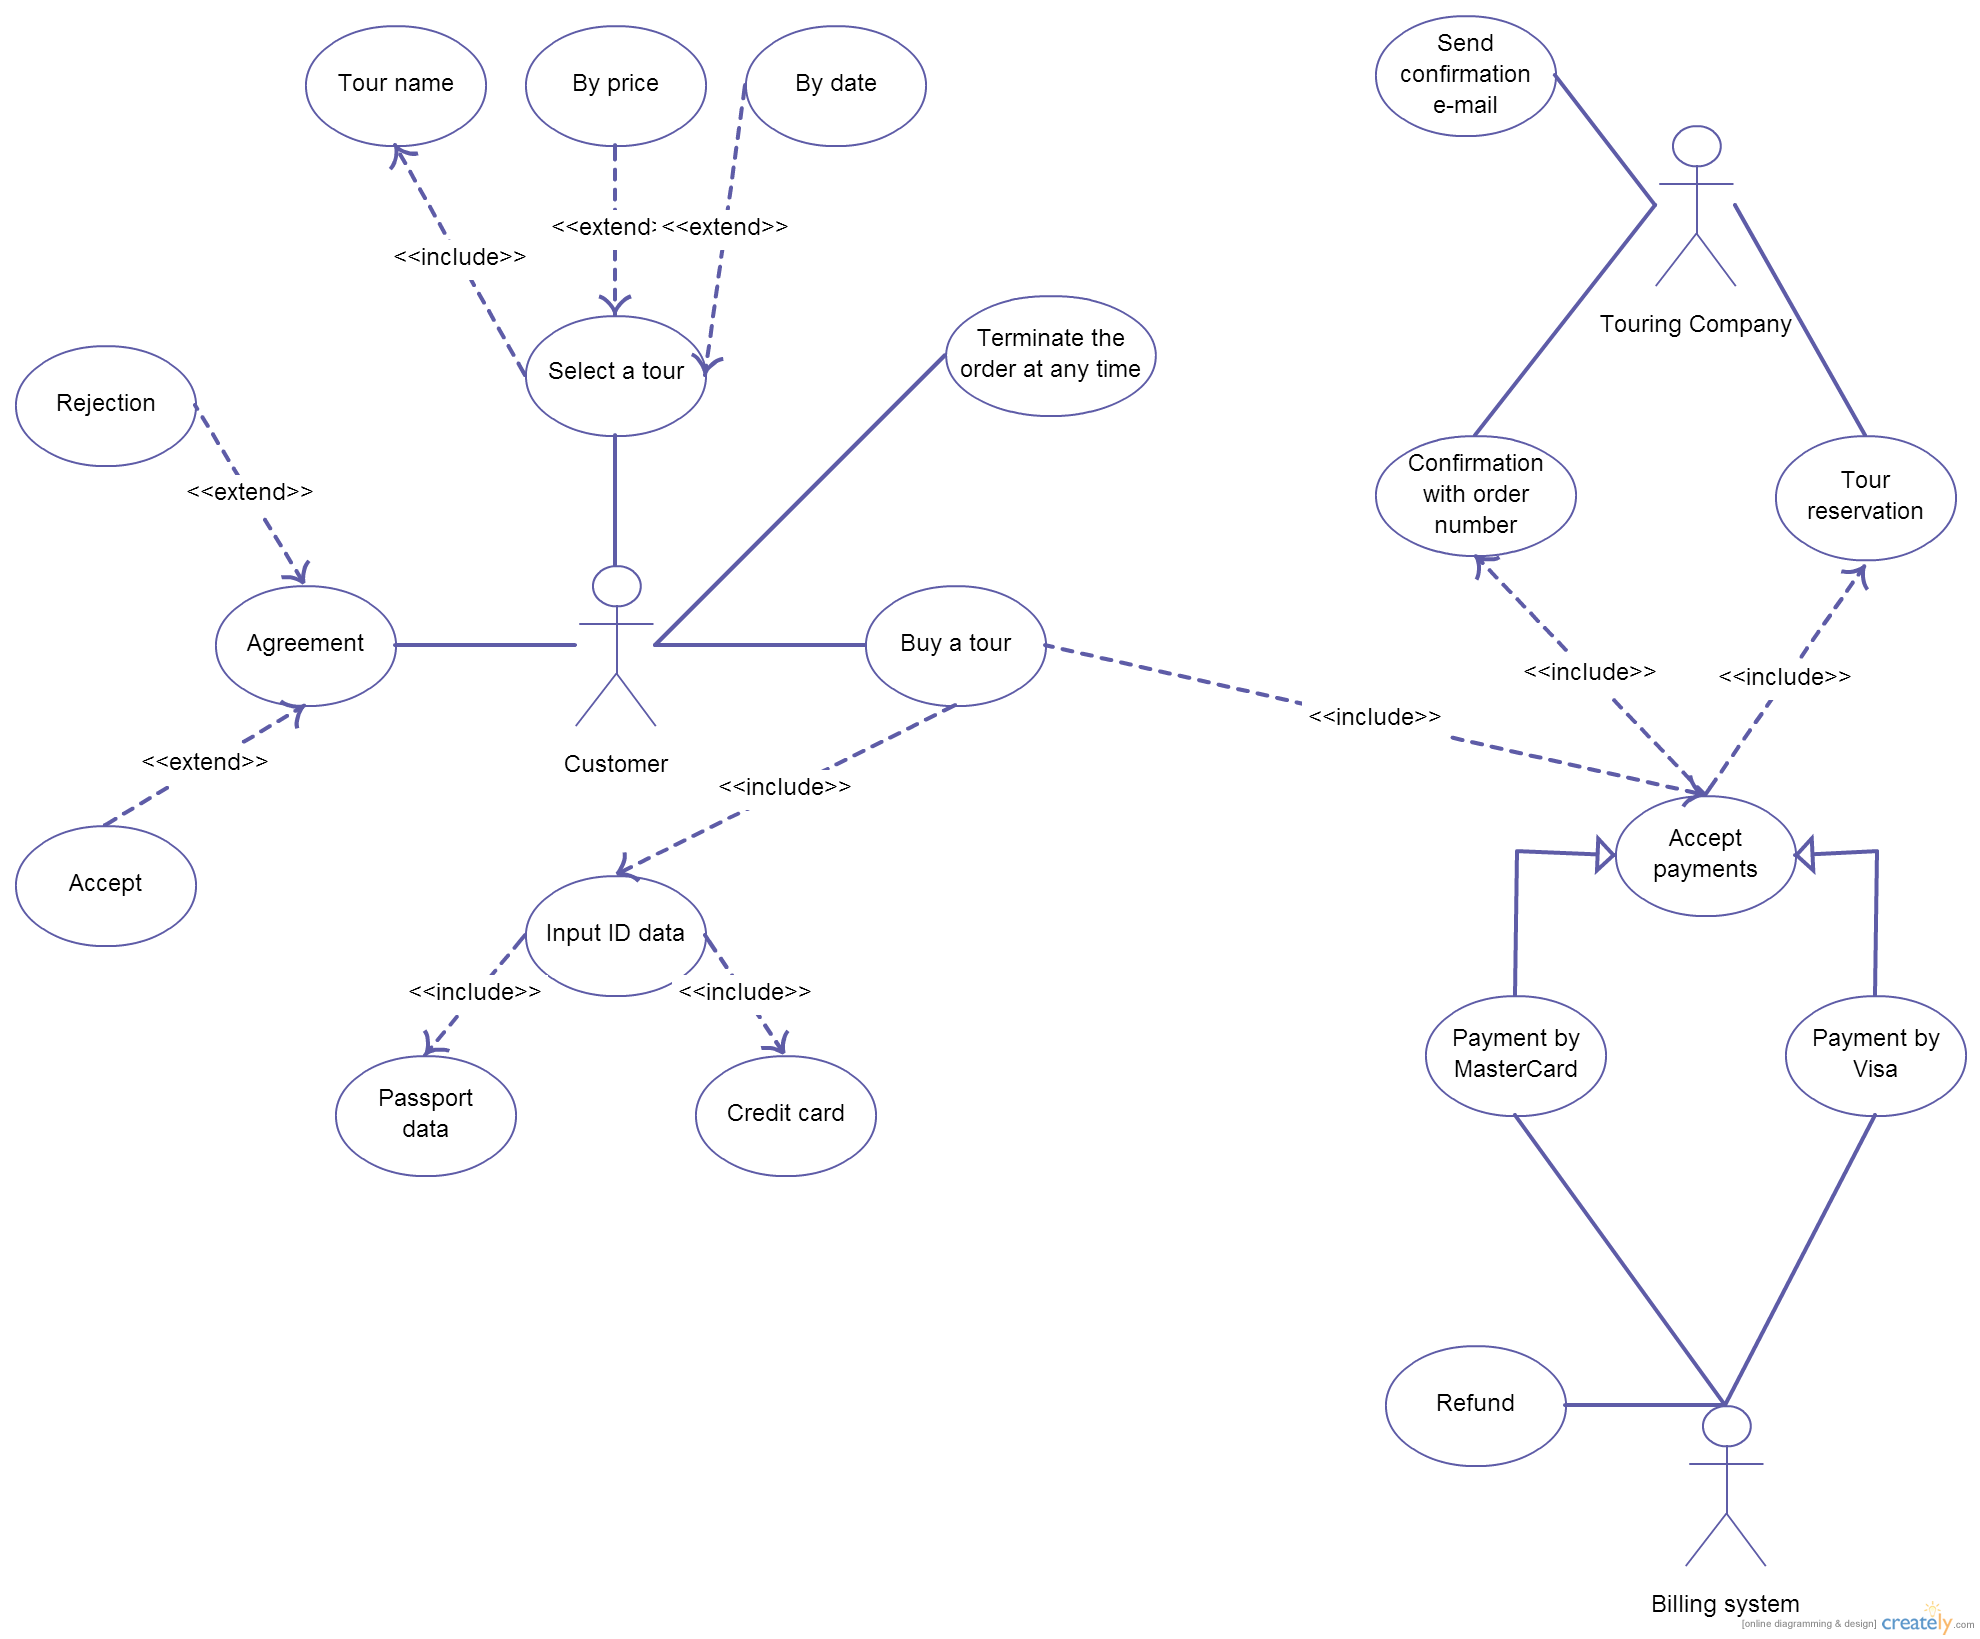 Tour name
By price
By date
Send
confirmation
e-mail
<<extend>>
<<extend>>
<<include>>
Touring Company
Terminate the
order at any time
Select a tour
Rejection
<<extend>>
Confirmation
with order
number
Tour
reservation
Agreement
Buy a tour
<<include>>
<<include>>
<<include>>
<<extend>>
Customer
<<include>>
Accept
payments
Accept
Input ID data
<<include>>
<<include>>
Payment by
MasterCard
Payment by
Visa
Passport
data
Credit card
Refund
Billing system
[online diagramming & design] creately.com